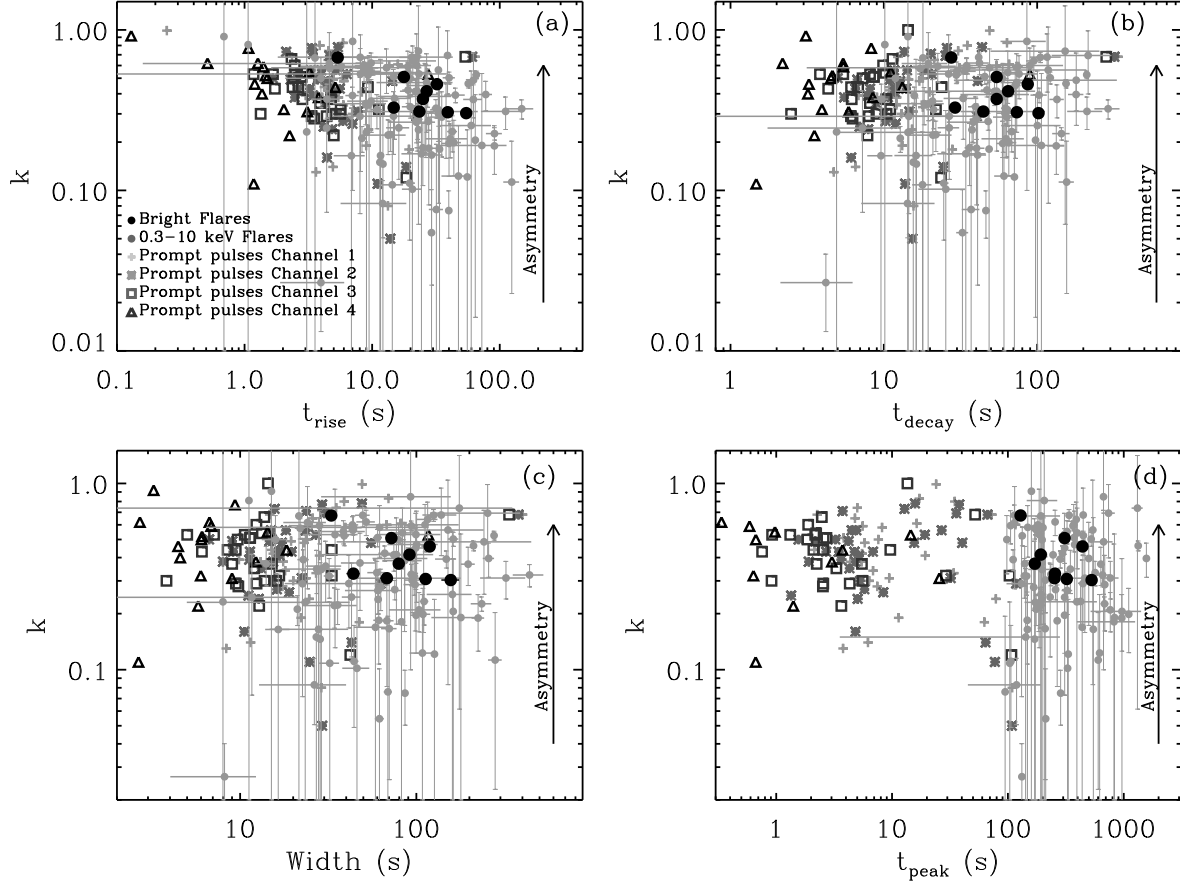 (a)
1.00
0.10
0.01
k
Bright Flares
0.3−10 keV Flares
Prompt pulses Channel 1
Prompt pulses Channel 2
Prompt pulses Channel 3
Prompt pulses Channel 4
Asymmetry
0.1 1.0 10.0 100.0
t_rise (s)
(b)
1.00
0.10
0.01
k
Asymmetry
1 10 100
t_decay (s)
(c)
1.0
0.1
k
Asymmetry
10 100
Width (s)
(d)
1.0
0.1
k
Asymmetry
1 10 100 1000
t_peak (s)